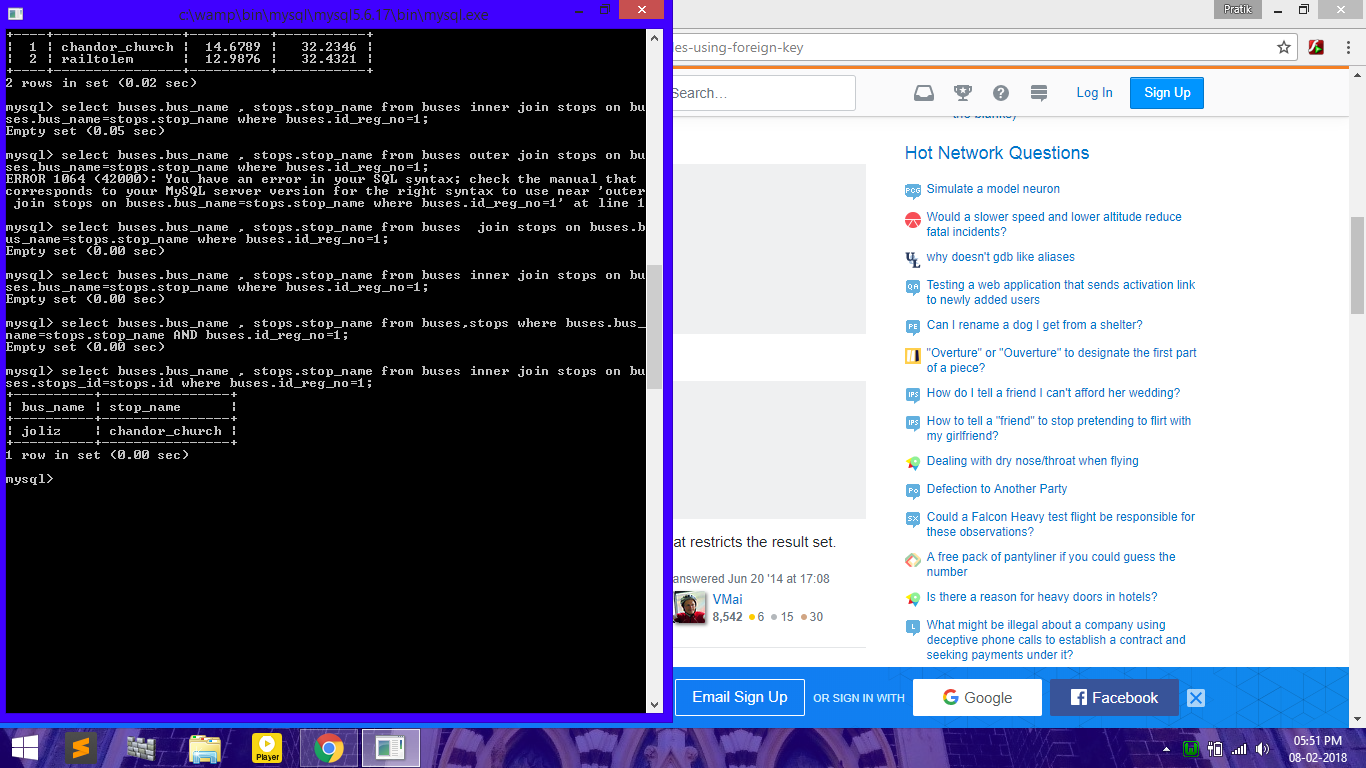 c:\wamp\bin\mysql\mysql5.6.17\bin\mysql.exe
| 1 | chandor_church | 14.6789 | 32.2346 |
| 2 | railtolem | 12.9876 | 32.4321 |
2 rows in set (0.02 sec)
mysql> select buses.bus_name , stops.stop_name from buses inner join stops on bu
ses.bus_name=stops.stop_name where buses.id_reg_no=1;
Empty set (0.05 sec)
mysql> select buses.bus_name , stops.stop_name from buses outer join stops on bu
ses.bus_name=stops.stop_name where buses.id_reg_no=1;
ERROR 1064 (42000): You have an error in your SQL syntax; check the manual that
corresponds to your MySQL server version for the right syntax to use near 'outer
 join stops on buses.bus_name=stops.stop_name where buses.id_reg_no=1' at line 1
mysql> select buses.bus_name , stops.stop_name from buses  join stops on buses.b
us_name=stops.stop_name where buses.id_reg_no=1;
Empty set (0.00 sec)
mysql> select buses.bus_name , stops.stop_name from buses inner join stops on bu
ses.bus_name=stops.stop_name where buses.id_reg_no=1;
Empty set (0.00 sec)
mysql> select buses.bus_name , stops.stop_name from buses,stops where buses.bus_
name=stops.stop_name AND buses.id_reg_no=1;
Empty set (0.00 sec)
mysql> select buses.bus_name , stops.stop_name from buses inner join stops on bu
ses.stops_id=stops.id where buses.id_reg_no=1;
| bus_name | stop_name |
| joliz | chandor_church |
1 row in set (0.00 sec)
mysql>
Pratik
es-using-foreign-key
Search...
Log In
Sign Up
the blankey)
Hot Network Questions
PCG Simulate a model neuron
Would a slower speed and lower altitude reduce
fatal incidents?
UL why doesn't gdb like aliases
QA Testing a web application that sends activation link
to newly added users
PE Can I rename a dog I get from a shelter?
"Overture" or "Ouverture" to designate the first part
of a piece?
IPS How do I tell a friend I can't afford her wedding?
IPS How to tell a "friend" to stop pretending to flirt with
my girlfriend?
Dealing with dry nose/throat when flying
Po Defection to Another Party
SX Could a Falcon Heavy test flight be responsible for
these observations?
A free pack of pantyliner if you could guess the
number
Is there a reason for heavy doors in hotels?
L What might be illegal about a company using
deceptive phone calls to establish a contract and
seeking payments under it?
at restricts the result set.
answered Jun 20 '14 at 17:08
VMai
8,542 6 15 30
Email Sign Up
OR SIGN IN WITH
Google
Facebook
Player
05:51 PM
08-02-2018